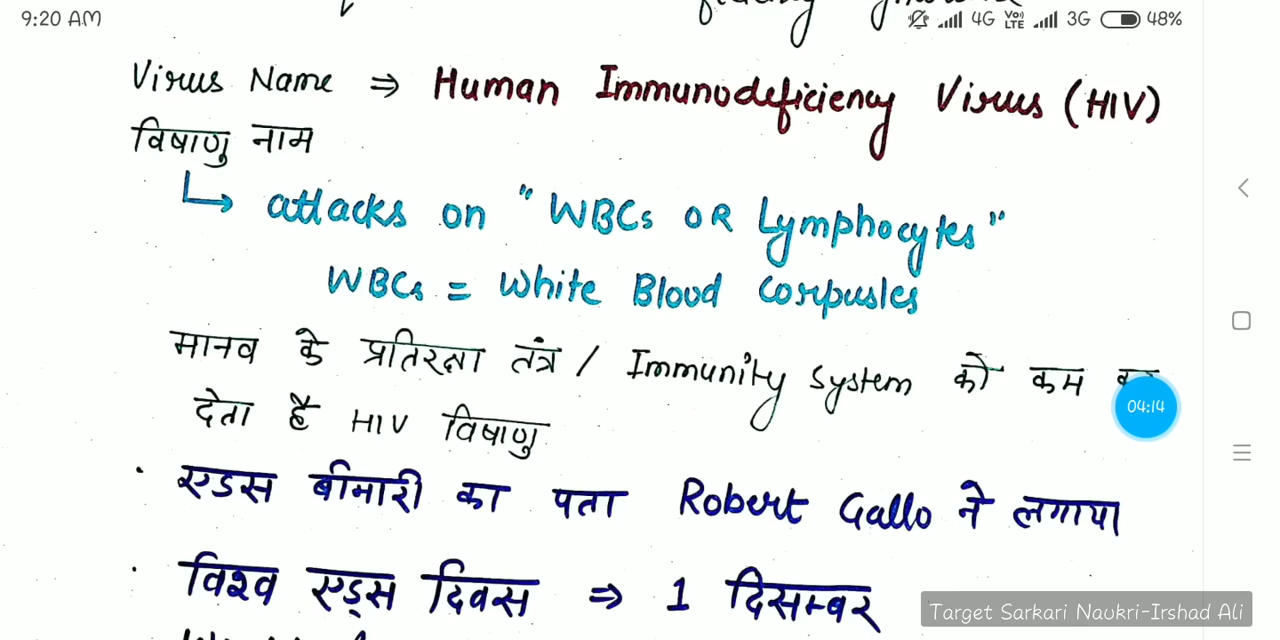 9:20 AM
4G VoLTE 3G 48%
Virus Name ⇒ Human Immunodeficiency Virus (HIV)
विषाणु नाम
↳ attacks on "WBCs OR Lymphocytes"
WBCs = White Blood Corpusles
मानव के प्रतिरक्षा तंत्र / Immunity System को कम
04:14
देता है HIV विषाणु
· एडस बीमारी का पता Robert Gallo ने लगाया
· विश्व एड्स दिवस ⇒ 1 दिसम्बर
Target Sarkari Naukri-Irshad Ali